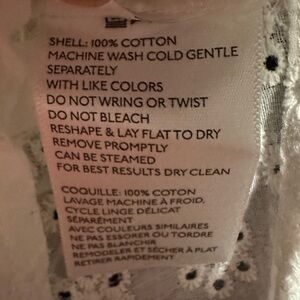 SHELL: 100% COTTON
MACHINE WASH COLD GENTLE
SEPARATELY
WITH LIKE COLORS
DO NOT WRING OR TWIST
DO NOT BLEACH
RESHAPE & LAY FLAT TO DRY
REMOVE PROMPTLY
CAN BE STEAMED
FOR BEST RESULTS DRY CLEAN
COQUILLE: 100% COTON
LAVAGE MACHINE À FROID,
CYCLE LINGE DÉLICAT
SÉPARÉMENT
AVEC COULEURS SIMILAIRES
NE PAS ESSORER OU TORDRE
NE PAS BLANCHIR
REMODELER ET SÉCHER À PLAT
RETIRER RAPIDEMENT